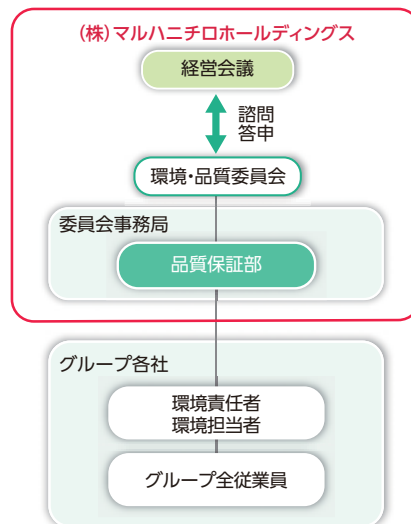 (株)マルハニチロホールディングス
経営会議
諮問
答申
環境・品質委員会
委員会事務局
品質保証部
グループ各社
環境責任者
環境担当者
グループ全従業員